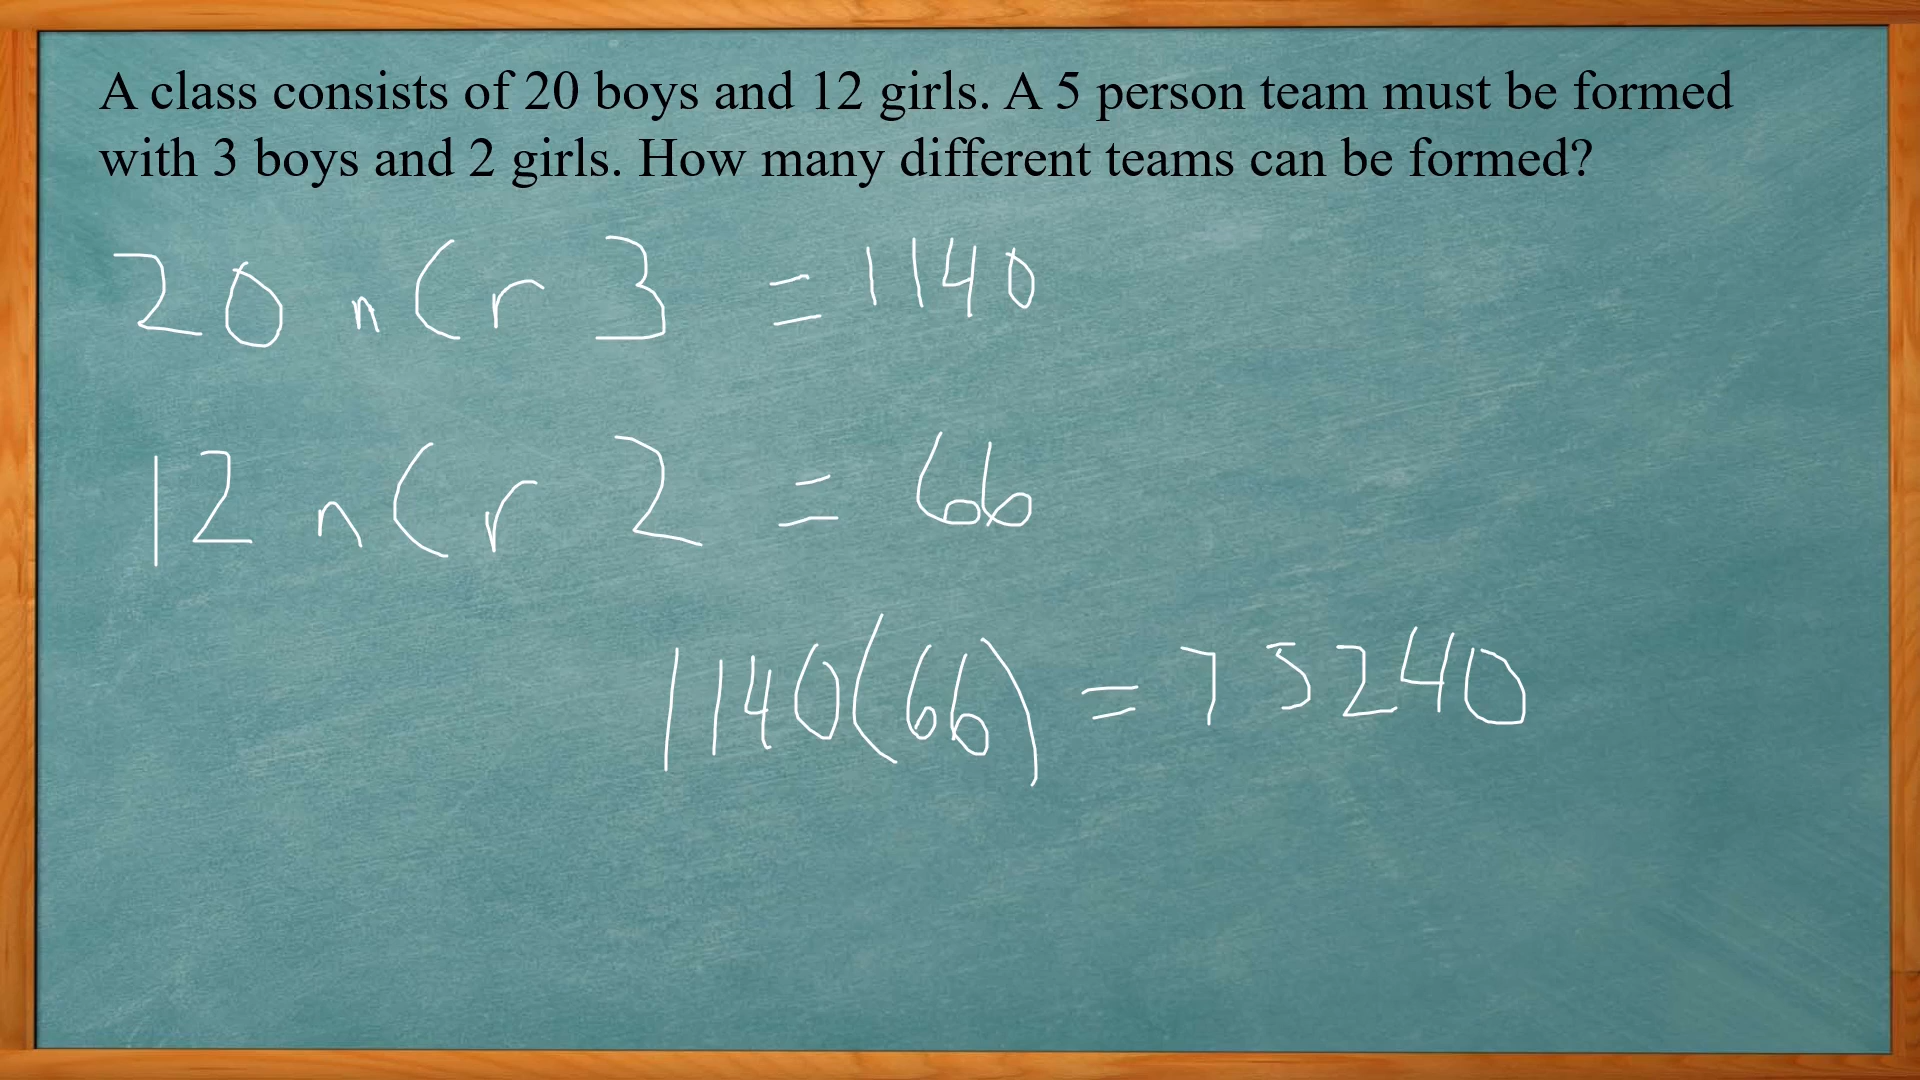 A class consists of 20 boys and 12 girls. A 5 person team must be formed
with 3 boys and 2 girls. How many different teams can be formed?
20 nCr 3 = 1140
12 nCr 2 = 66
1140(66) = 75240